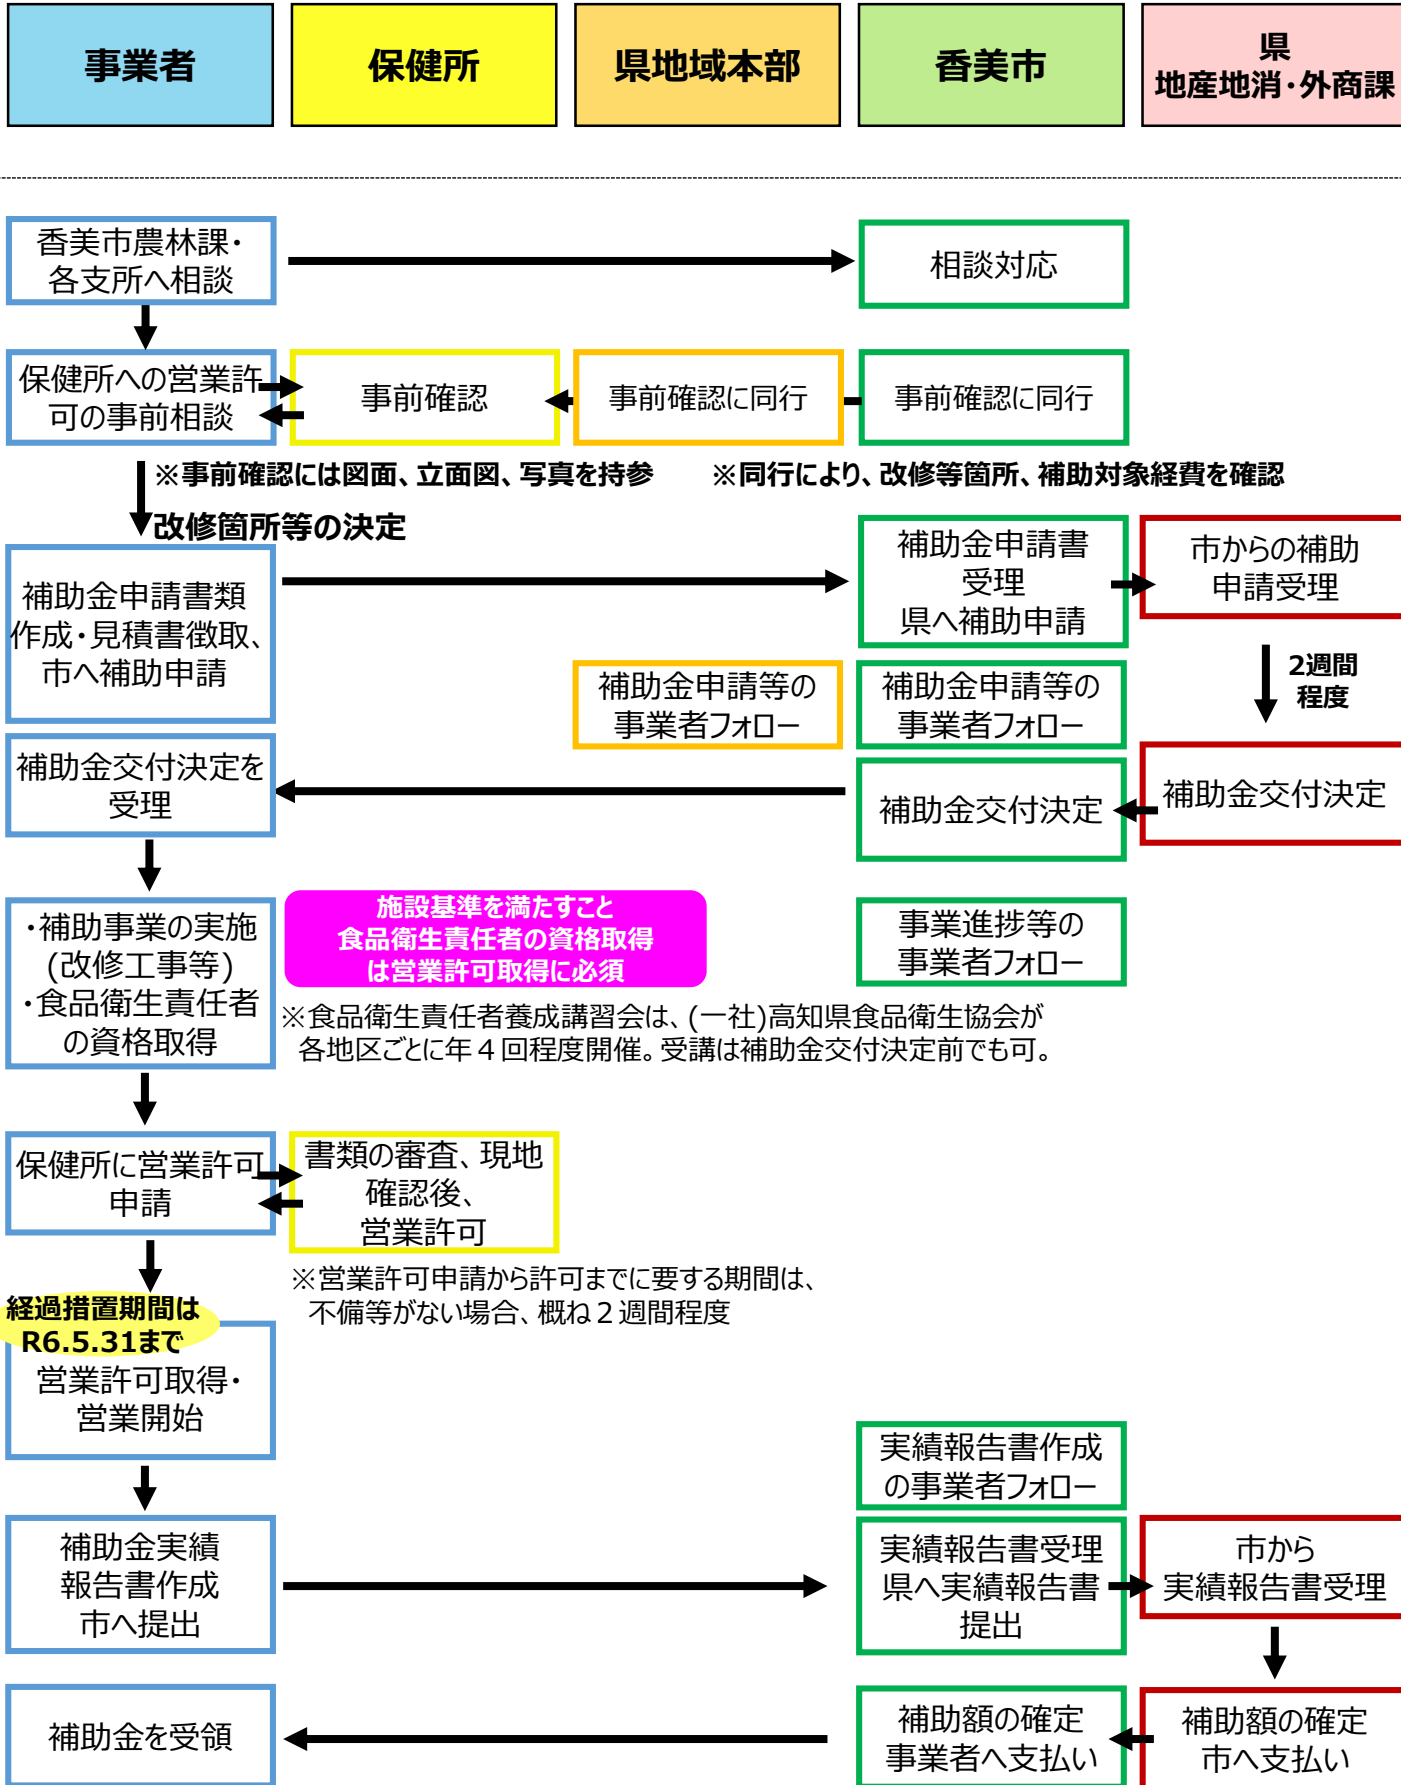 事業者
保健所
県地域本部
香美市
県
地産地消・外商課
香美市農林課・
各支所へ相談
相談対応
保健所への営業許
可の事前相談
事前確認
事前確認に同行
事前確認に同行
※事前確認には図面、立面図、写真を持参
※同行により、改修等箇所、補助対象経費を確認
改修箇所等の決定
補助金申請書類
作成・見積書徴取、
市へ補助申請
補助金申請書
受理
県へ補助申請
市からの補助
申請受理
2週間
程度
補助金申請等の
事業者フォロー
補助金申請等の
事業者フォロー
補助金交付決定を
受理
補助金交付決定
補助金交付決定
・補助事業の実施
(改修工事等)
・食品衛生責任者
の資格取得
施設基準を満たすこと
食品衛生責任者の資格取得
は営業許可取得に必須
事業進捗等の
事業者フォロー
※食品衛生責任者養成講習会は、(一社)高知県食品衛生協会が
各地区ごとに年４回程度開催。受講は補助金交付決定前でも可。
保健所に営業許可
申請
書類の審査、現地
確認後、
営業許可
※営業許可申請から許可までに要する期間は、
不備等がない場合、概ね２週間程度
経過措置期間は
R6.5.31まで
営業許可取得・
営業開始
実績報告書作成
の事業者フォロー
補助金実績
報告書作成
市へ提出
実績報告書受理
県へ実績報告書
提出
市から
実績報告書受理
補助金を受領
補助額の確定
事業者へ支払い
補助額の確定
市へ支払い